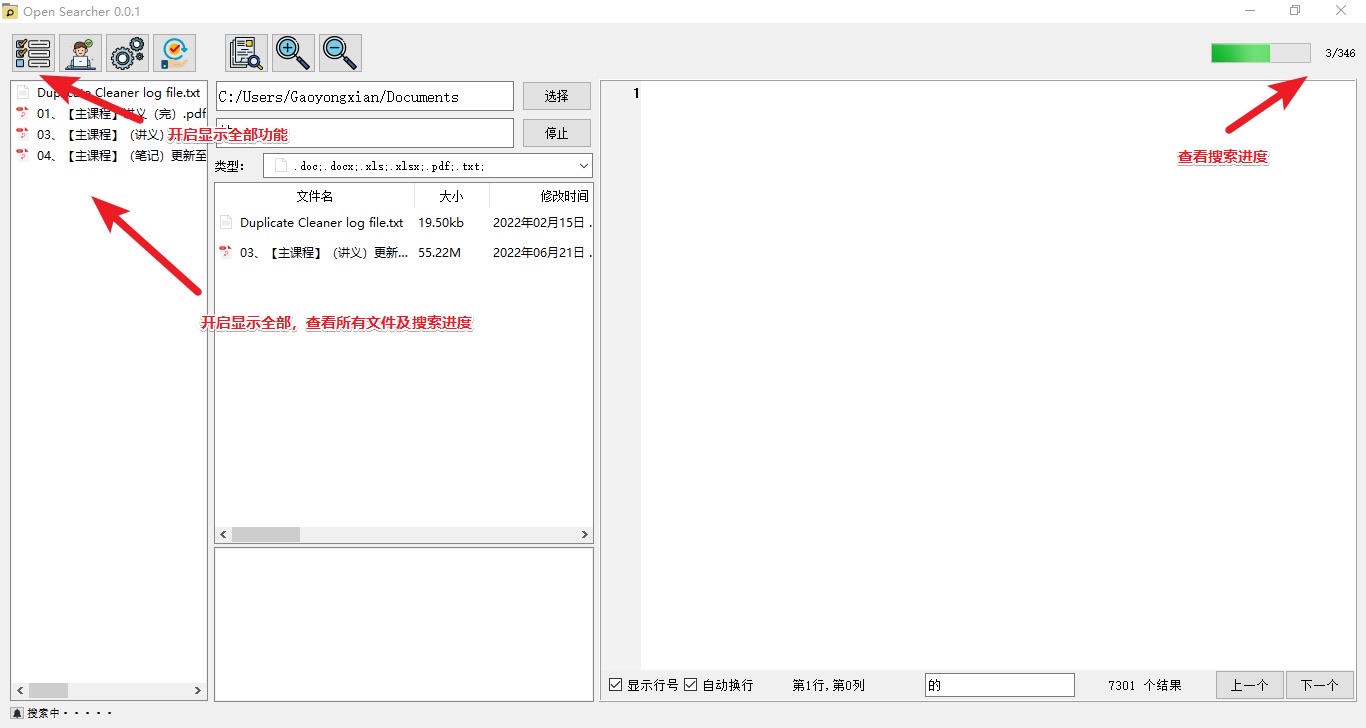 Open Searcher 0.0.1
3/346
Duplicate Cleaner log file.txt
01、【主课程】讲义（完）.pdf
03、【主课程】（讲义）
04、【主课程】（笔记）更新至
开启显示全部功能
开启显示全部，查看所有文件及搜索进度
C:/Users/Gaoyongxian/Documents
选择
停止
类型：
.doc;.docx;.xls;.xlsx;.pdf;.txt;
文件名 大小 修改时间
Duplicate Cleaner log file.txt 19.50kb 2022年02月15日 .
03、【主课程】（讲义）更新... 55.22M 2022年06月21日 .
1
查看搜索进度
显示行号 自动换行 第1行,第0列 的 7301 个结果 上一个 下一个
搜索中·····